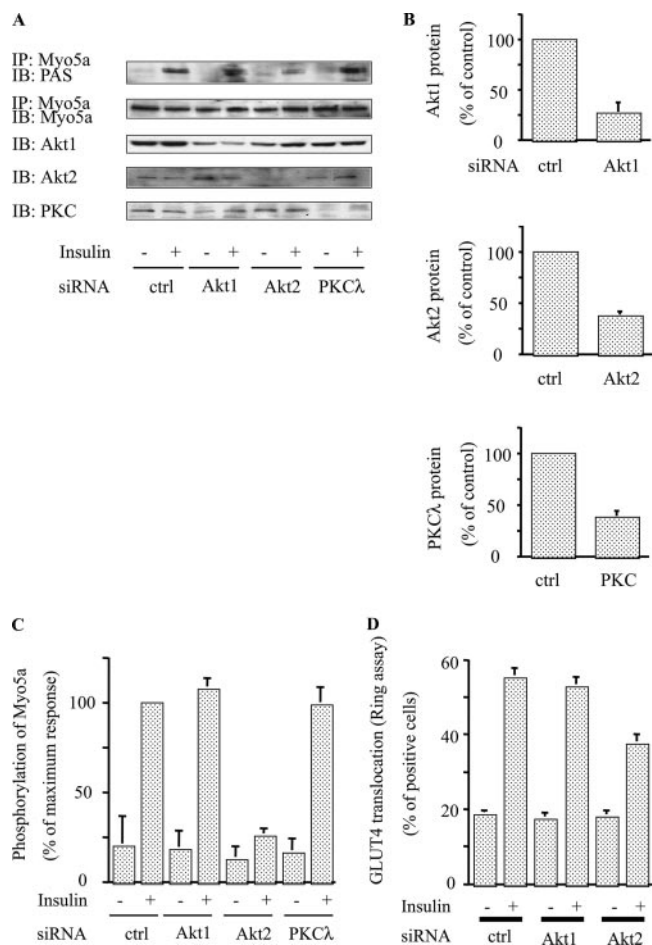 A
IP: Myo5a
IB: PAS
IP: Myo5a
IB: Myo5a
IB: Akt1
IB: Akt2
IB: PKC
Insulin - + - + - + - +
siRNA ctrl Akt1 Akt2 PKCλ
B
Akt1 protein
(% of control)
100
50
25
0
siRNA ctrl Akt1
Akt2 protein
(% of control)
100
50
0
ctrl Akt2
PKCλ protein
(% of control)
100
50
0
ctrl PKC
C
Phosphorylation of Myo5a
(% of maximum response)
100
50
25
0
Insulin - + - + - + - +
siRNA ctrl Akt1 Akt2 PKCλ
D
GLUT4 translocation (Ring assay)
(% of positive cells)
60
40
20
0
Insulin - + - + - +
siRNA ctrl Akt1 Akt2